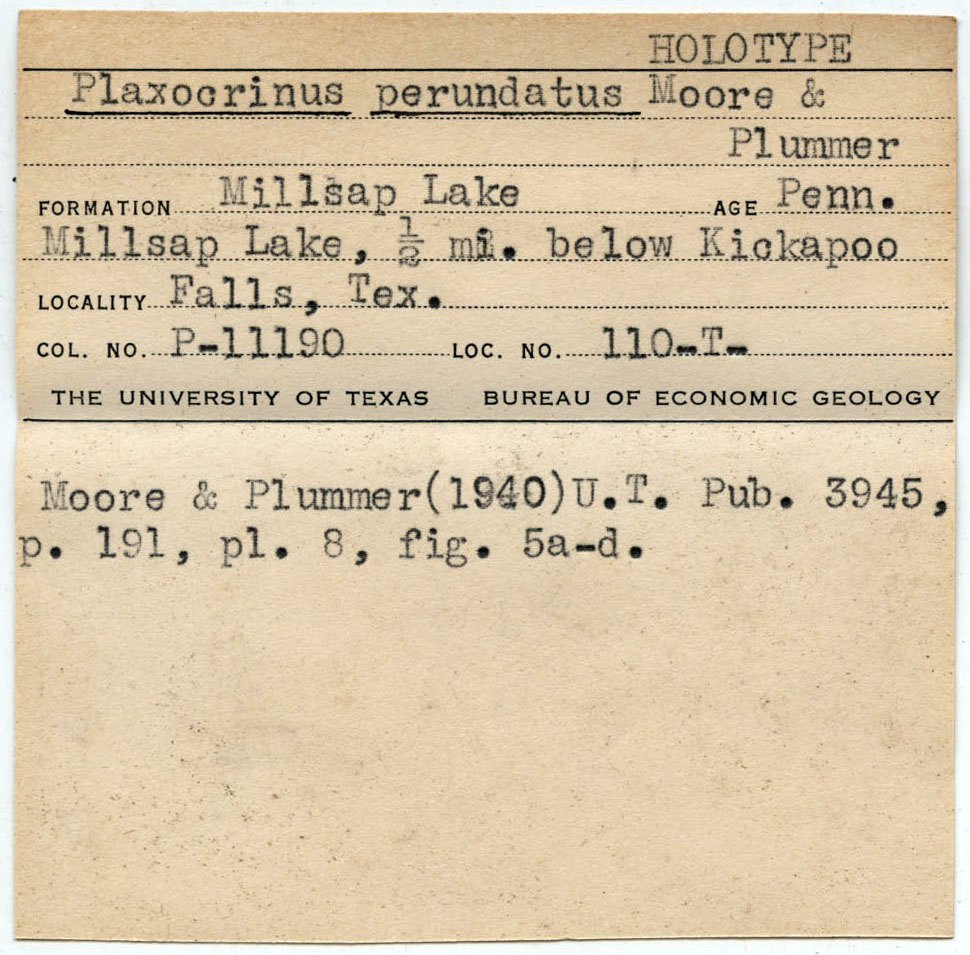 HOLOTYPE
Plaxocrinus perundatus Moore &
Plummer
FORMATION Millsap Lake AGE Penn.
Millsap Lake, ½ mi. below Kickapoo
LOCALITY Falls, Tex.
COL. NO. P-11190 LOC. NO. 110-T-
THE UNIVERSITY OF TEXAS BUREAU OF ECONOMIC GEOLOGY
Moore & Plummer(1940)U.T. Pub. 3945,
p. 191, pl. 8, fig. 5a-d.